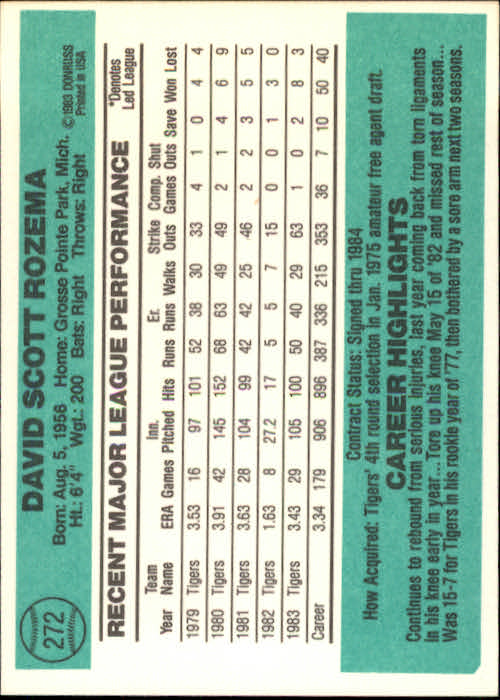 272
DAVID SCOTT ROZEMA
©1983 DONRUSS
Printed in USA
Born: Aug. 5, 1956 Home: Grosse Pointe Park, Mich.
Ht.: 6'4" Wgt.: 200 Bats: Right Throws: Right
RECENT MAJOR LEAGUE PERFORMANCE
*Denotes
Led League
Team Inn. Er. Strike Comp. Shut
Year Name ERA Games Pitched Hits Runs Runs Walks Outs Games Outs Save Won Lost
1979 Tigers 3.53 16 97 101 52 38 30 33 4 1 0 4 4
1980 Tigers 3.91 42 145 152 68 63 49 49 2 1 4 6 9
1981 Tigers 3.63 28 104 99 42 42 25 46 2 2 3 5 5
1982 Tigers 1.63 8 27.2 17 5 5 7 15 0 0 1 3 0
1983 Tigers 3.43 29 105 100 50 40 29 63 1 0 2 8 3
Career 3.34 179 906 896 387 336 215 353 36 7 10 50 40
Contract Status: Signed thru 1984
How Acquired: Tigers' 4th round selection in Jan. 1975 amateur free agent draft.
CAREER HIGHLIGHTS
Continues to rebound from serious injuries, last year coming back from torn ligaments
in his knee early in year... Tore up his knee May 15 of '82 and missed rest of season...
Was 15-7 for Tigers in his rookie year of '77, then bothered by a sore arm next two seasons.